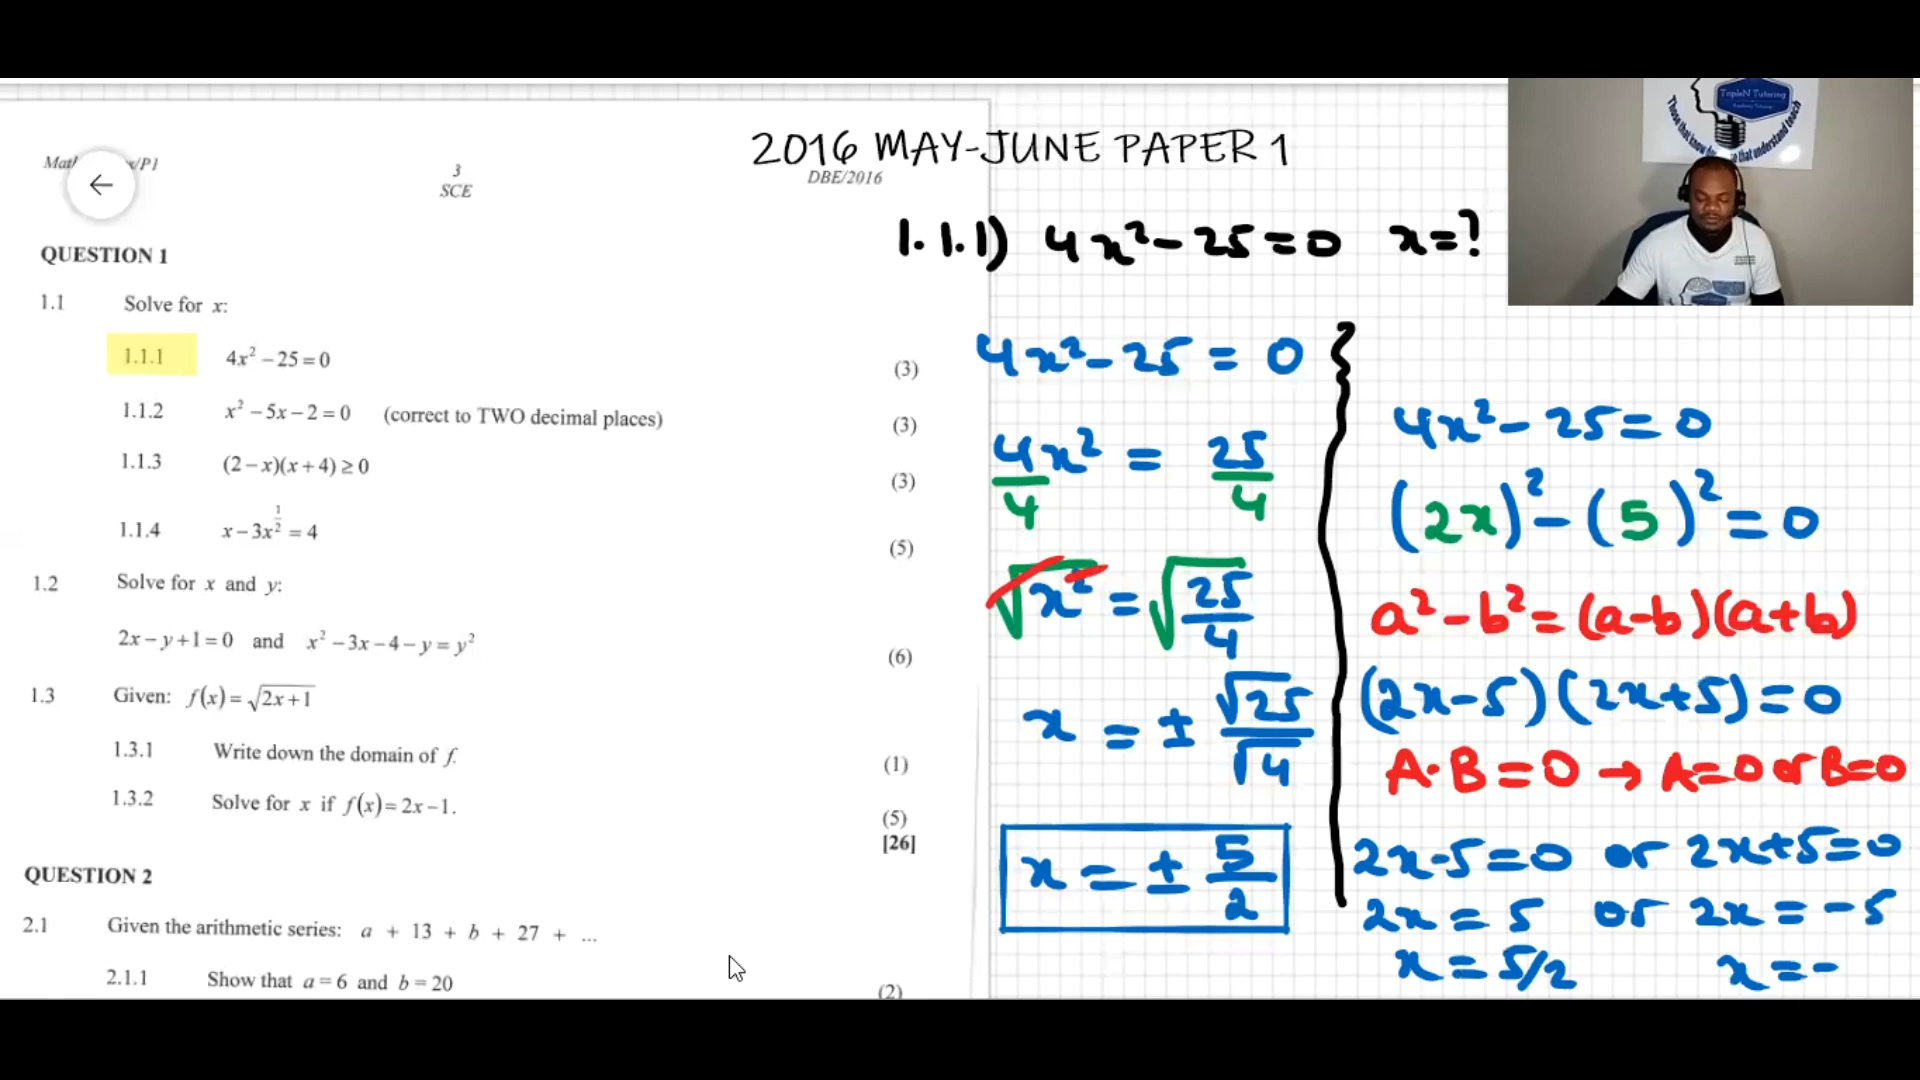 2016 MAY-JUNE PAPER 1
3
SCE
DBE/2016
QUESTION 1
1.1 Solve for x:
1.1.1 4x² – 25 = 0 (3)
1.1.2 x² – 5x – 2 = 0 (correct to TWO decimal places) (3)
1.1.3 (2 – x)(x + 4) ≥ 0 (3)
1.1.4 x – 3x^(1/2) = 4 (5)
1.2 Solve for x and y:
2x – y + 1 = 0 and x² – 3x – 4 – y = y² (6)
1.3 Given: f(x) = √(2x + 1)
1.3.1 Write down the domain of f. (1)
1.3.2 Solve for x if f(x) = 2x – 1. (5)
[26]
QUESTION 2
2.1 Given the arithmetic series: a + 13 + b + 27 + ...
2.1.1 Show that a = 6 and b = 20 (2)
1.1.1) 4x² - 25 = 0 x = ?
4x² - 25 = 0
4x²/4 = 25/4
√x² = √(25/4)
x = ± √25/√4
x = ± 5/2
4x² - 25 = 0
(2x)² - (5)² = 0
a² - b² = (a-b)(a+b)
(2x-5)(2x+5) = 0
A·B = 0 → A=0 or B=0
2x-5=0 or 2x+5=0
2x = 5 or 2x = -5
x = 5/2 x = -
TripleN Tutoring
that understand teach